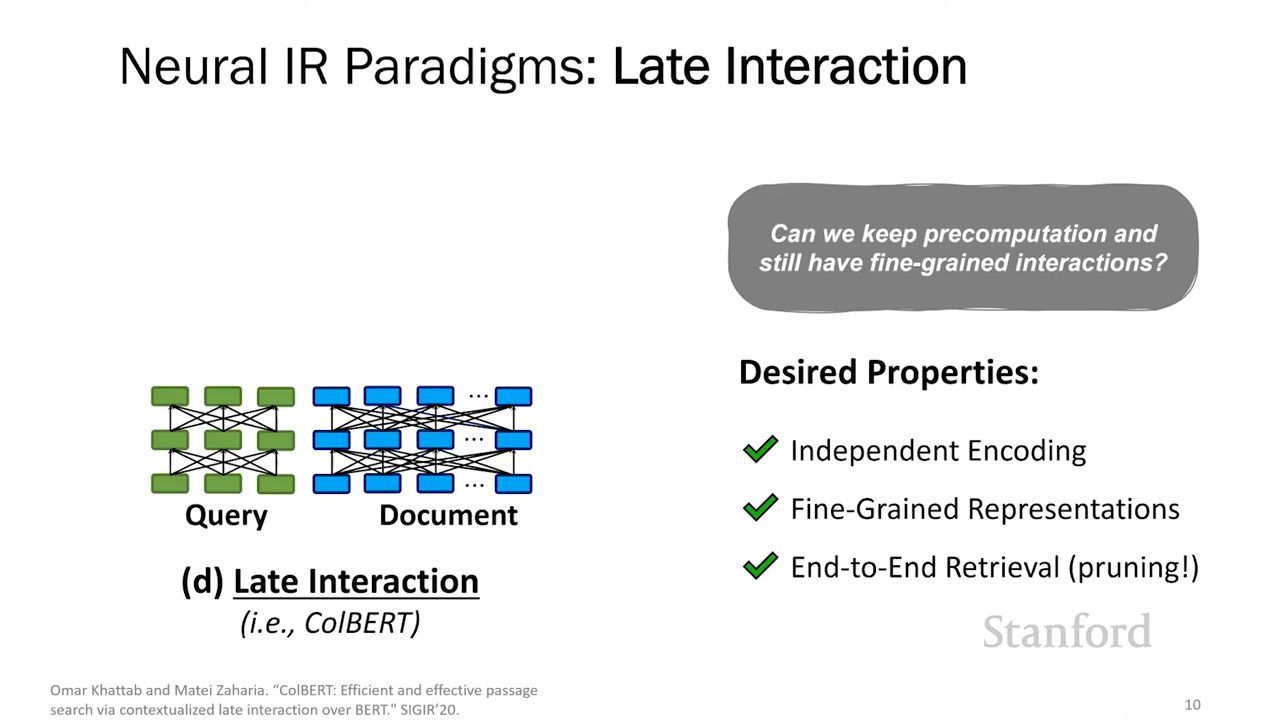 Neural IR Paradigms: Late Interaction
Can we keep precomputation and
still have fine-grained interactions?
Desired Properties:
Independent Encoding
Fine-Grained Representations
End-to-End Retrieval (pruning!)
...
...
...
Query Document
(d) Late Interaction
(i.e., ColBERT)
Stanford
Omar Khattab and Matei Zaharia. “ColBERT: Efficient and effective passage
search via contextualized late interaction over BERT." SIGIR’20.
10